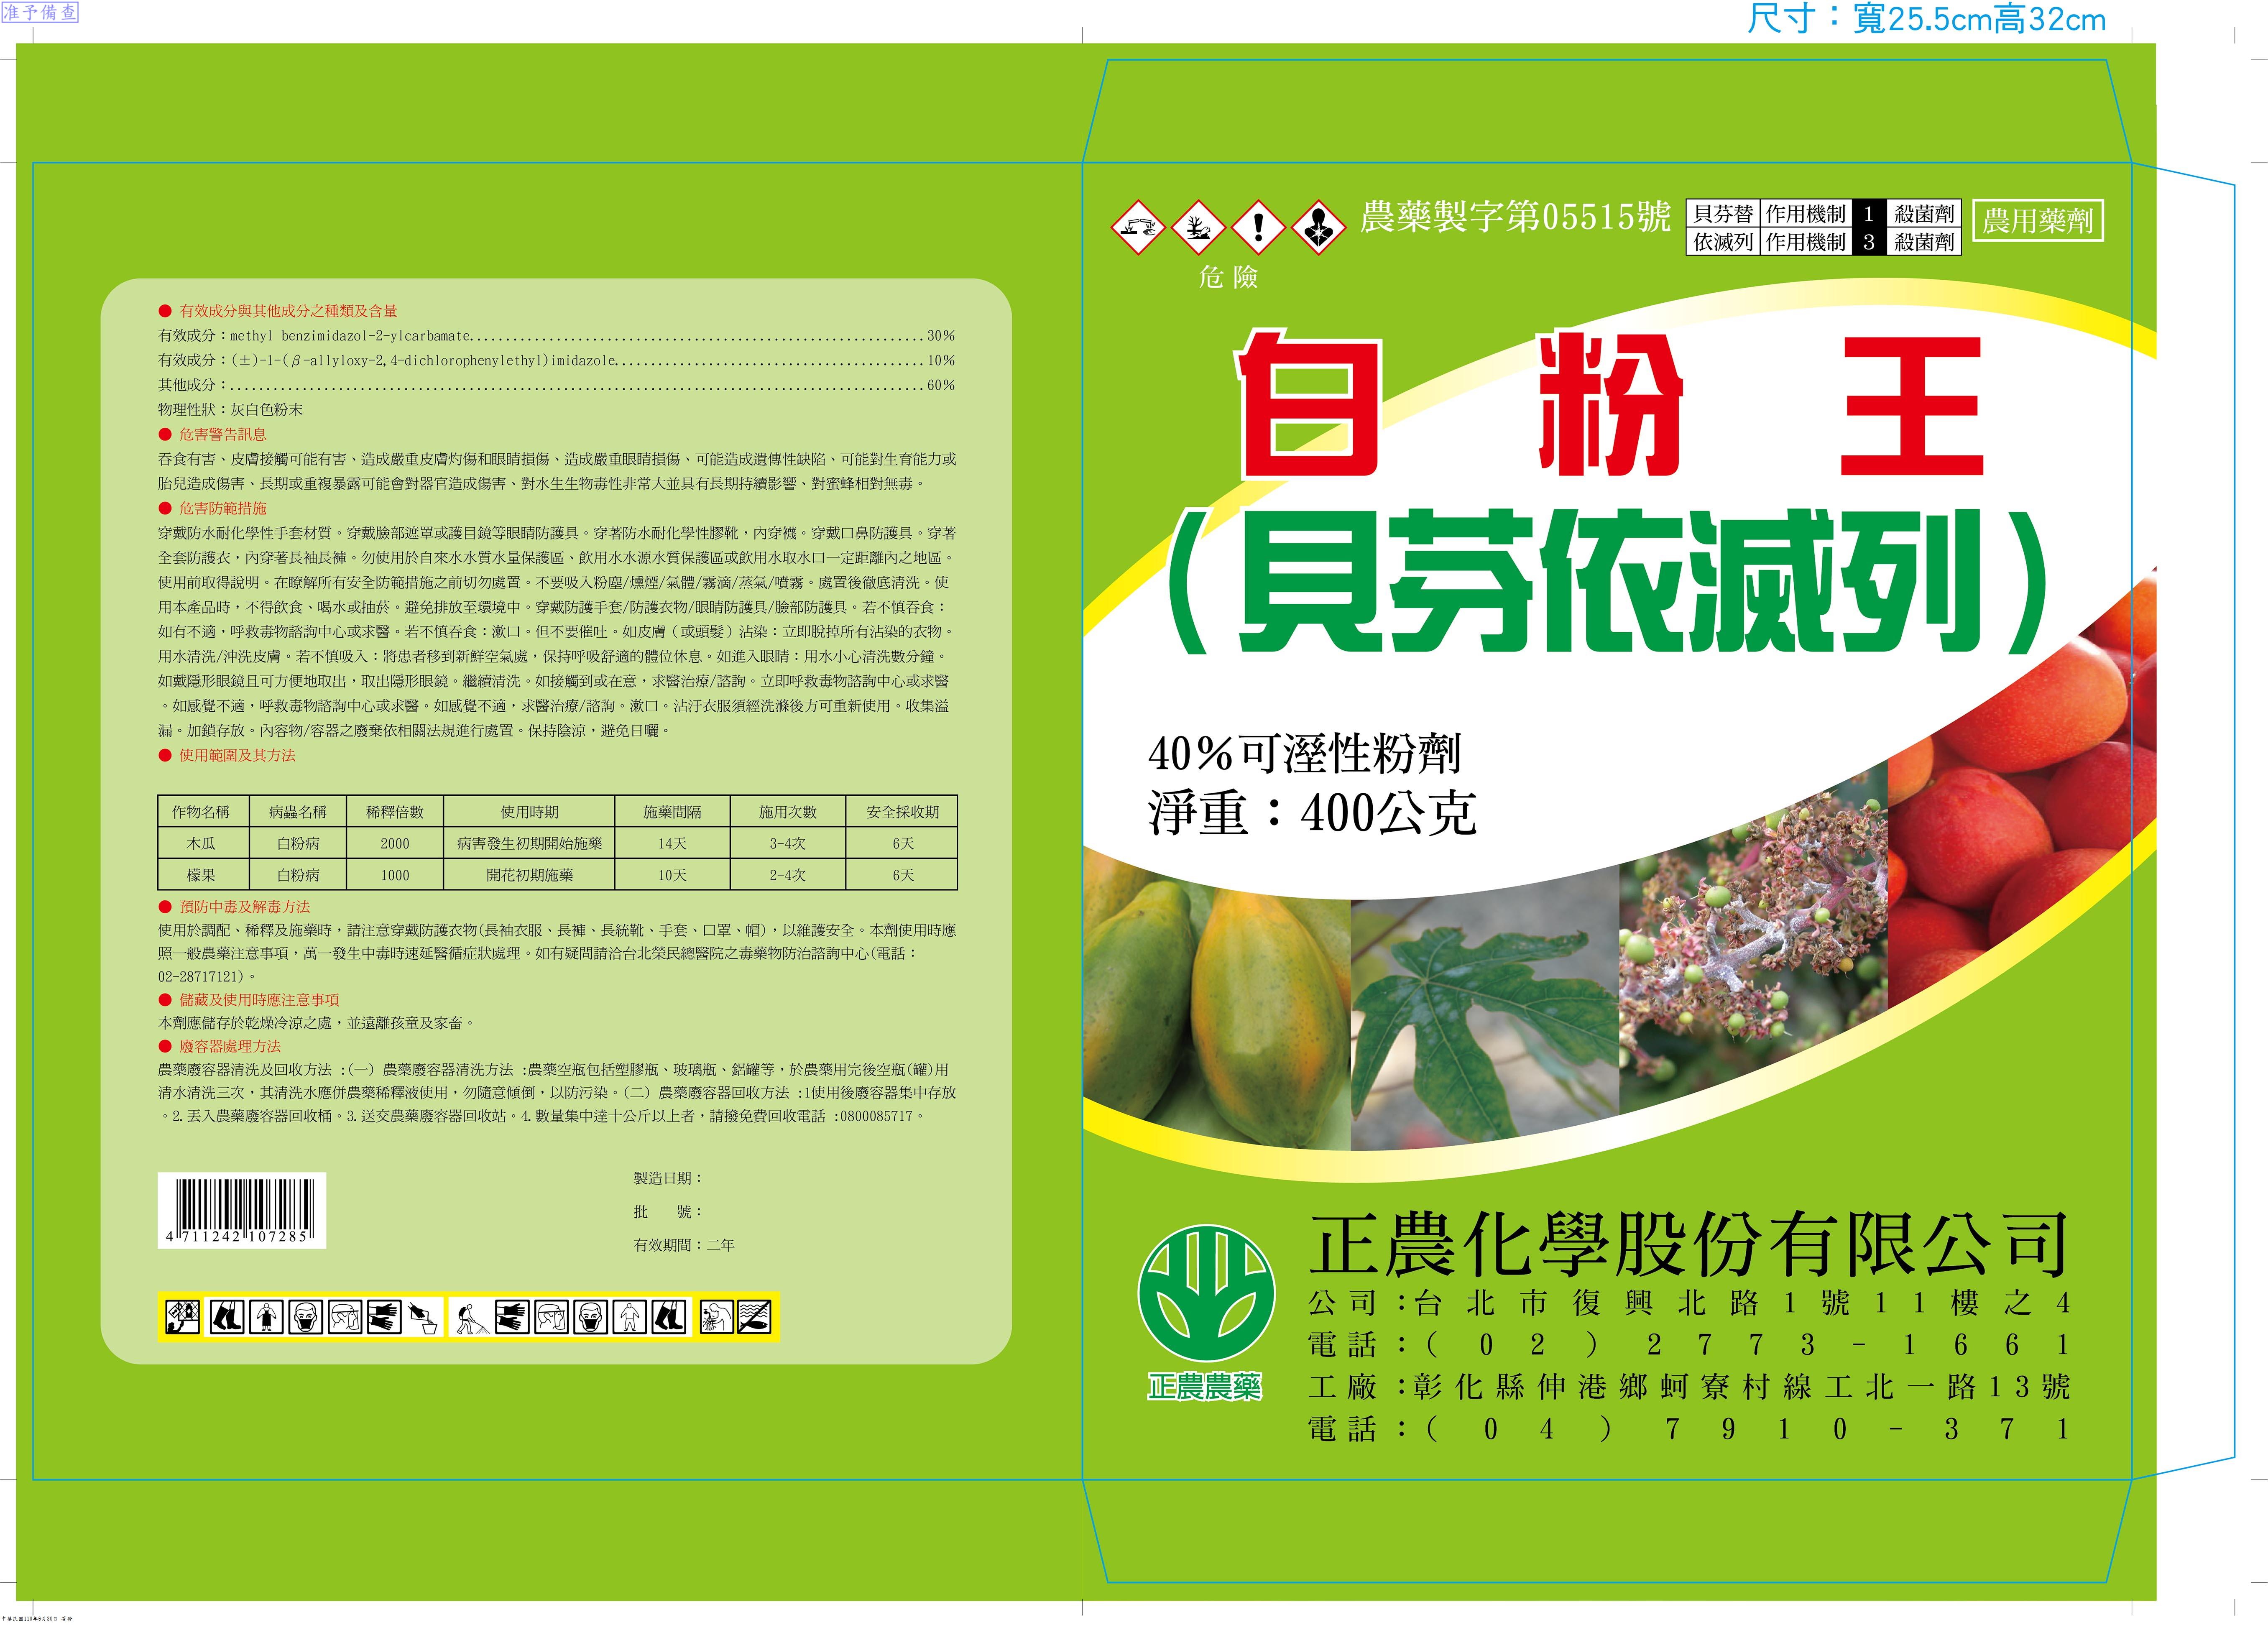 准予備查
尺寸：寬25.5cm高32cm
● 有效成分與其他成分之種類及含量
有效成分：methyl benzimidazol-2-ylcarbamate................................................................30%
有效成分：(±)-1-(β-allyloxy-2,4-dichlorophenylethyl)imidazole...........................................10%
其他成分：.................................................................................................60%
物理性狀：灰白色粉末
● 危害警告訊息
吞食有害、皮膚接觸可能有害、造成嚴重皮膚灼傷和眼睛損傷、造成嚴重眼睛損傷、可能造成遺傳性缺陷、可能對生育能力或
胎兒造成傷害、長期或重複暴露可能會對器官造成傷害、對水生生物毒性非常大並具有長期持續影響、對蜜蜂相對無毒。
● 危害防範措施
穿戴防水耐化學性手套材質。穿戴臉部遮罩或護目鏡等眼睛防護具。穿著防水耐化學性膠靴，內穿襪。穿戴口鼻防護具。穿著
全套防護衣，內穿著長袖長褲。勿使用於自來水水質水量保護區、飲用水水源水質保護區或飲用水取水口一定距離內之地區。
使用前取得說明。在瞭解所有安全防範措施之前切勿處置。不要吸入粉塵/燻煙/氣體/霧滴/蒸氣/噴霧。處置後徹底清洗。使
用本產品時，不得飲食、喝水或抽菸。避免排放至環境中。穿戴防護手套/防護衣物/眼睛防護具/臉部防護具。若不慎吞食：
如有不適，呼救毒物諮詢中心或求醫。若不慎吞食：漱口。但不要催吐。如皮膚（或頭髮）沾染：立即脫掉所有沾染的衣物。
用水清洗/沖洗皮膚。若不慎吸入：將患者移到新鮮空氣處，保持呼吸舒適的體位休息。如進入眼睛：用水小心清洗數分鐘。
如戴隱形眼鏡且可方便地取出，取出隱形眼鏡。繼續清洗。如接觸到或在意，求醫治療/諮詢。立即呼救毒物諮詢中心或求醫
。如感覺不適，呼救毒物諮詢中心或求醫。如感覺不適，求醫治療/諮詢。漱口。沾汙衣服須經洗滌後方可重新使用。收集溢
漏。加鎖存放。內容物/容器之廢棄依相關法規進行處置。保持陰涼，避免日曬。
● 使用範圍及其方法
作物名稱 病蟲名稱 稀釋倍數 使用時期 施藥間隔 施用次數 安全採收期
木瓜 白粉病 2000 病害發生初期開始施藥 14天 3-4次 6天
檬果 白粉病 1000 開花初期施藥 10天 2-4次 6天
● 預防中毒及解毒方法
使用於調配、稀釋及施藥時，請注意穿戴防護衣物(長袖衣服、長褲、長統靴、手套、口罩、帽)，以維護安全。本劑使用時應
照一般農藥注意事項，萬一發生中毒時速延醫循症狀處理。如有疑問請洽台北榮民總醫院之毒藥物防治諮詢中心(電話：
02-28717121)。
● 儲藏及使用時應注意事項
本劑應儲存於乾燥冷涼之處，並遠離孩童及家畜。
● 廢容器處理方法
農藥廢容器清洗及回收方法 :(一) 農藥廢容器清洗方法 :農藥空瓶包括塑膠瓶、玻璃瓶、鋁罐等，於農藥用完後空瓶(罐)用
清水清洗三次，其清洗水應併農藥稀釋液使用，勿隨意傾倒，以防污染。(二) 農藥廢容器回收方法 :1使用後廢容器集中存放
。2.丟入農藥廢容器回收桶。3.送交農藥廢容器回收站。4.數量集中達十公斤以上者，請撥免費回收電話 :0800085717。
製造日期：
批　　號：
有效期間：二年
4 711242 107285
危險
農藥製字第05515號
貝芬替 作用機制 1 殺菌劑
依滅列 作用機制 3 殺菌劑
農用藥劑
白粉王
(貝芬依滅列)
40%可溼性粉劑
淨重：400公克
正農農藥
正農化學股份有限公司
公司:台北市復興北路1號11樓之4
電話:(02)2773-1661
工廠:彰化縣伸港鄉蚵寮村線工北一路13號
電話:(04)7910-371